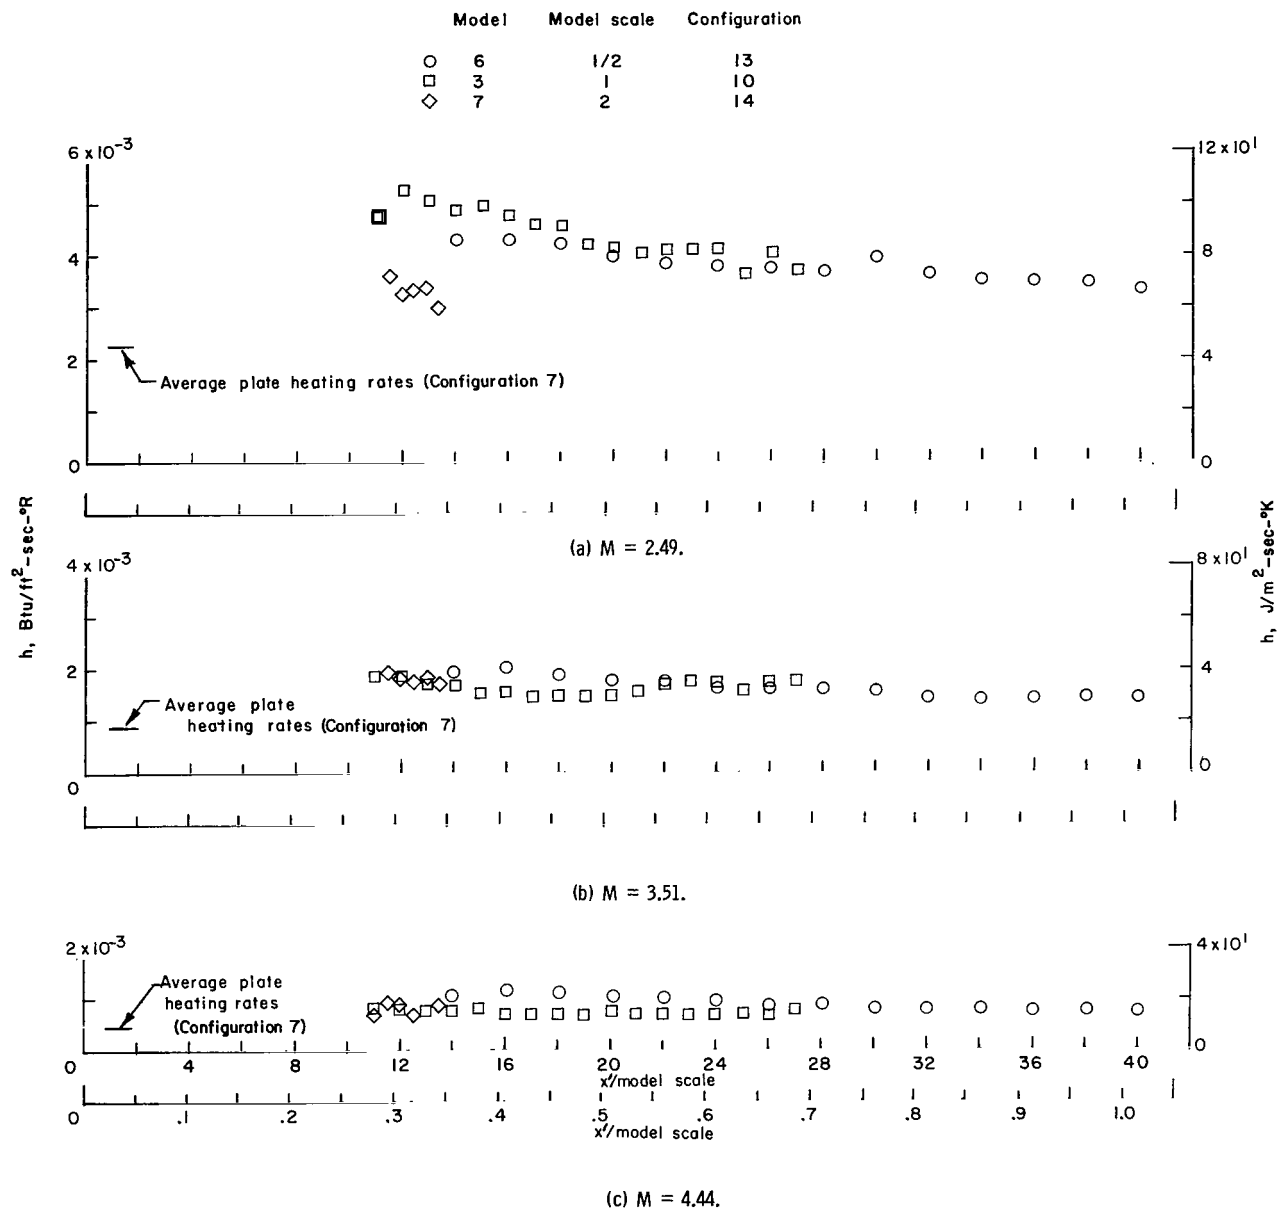 Model Model scale Configuration
6 1/2 13
3 1 10
7 2 14
6 x 10⁻³
4
2
0
12 x 10¹
8
4
0
Average plate heating rates (Configuration 7)
(a) M = 2.49.
h, Btu/ft²-sec-°R
h, J/m²-sec-°K
4 x 10⁻³
2
0
8 x 10¹
4
0
Average plate
heating rates (Configuration 7)
(b) M = 3.51.
2 x 10⁻³
0
4 x 10¹
0
Average plate
heating rates
(Configuration 7)
4 8 12 16 20 24 28 32 36 40
x'/model scale
0 .1 .2 .3 .4 .5 .6 .7 .8 .9 1.0
x'/model scale
(c) M = 4.44.